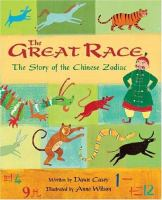 The
GREAT RACE
The Story of the Chinese Zodiac
Written by Dawn Casey
Illustrated by Anne Wilson